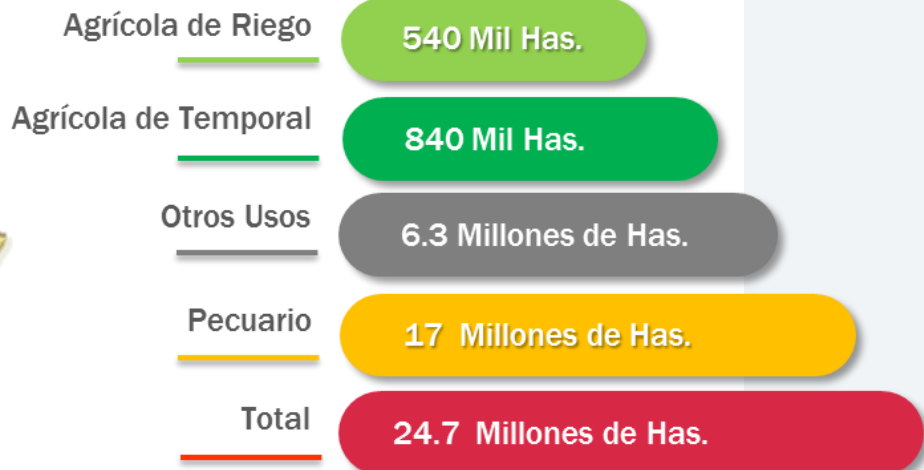 Agrícola de Riego 540 Mil Has.
Agrícola de Temporal 840 Mil Has.
Otros Usos 6.3 Millones de Has.
Pecuario 17 Millones de Has.
Total 24.7 Millones de Has.